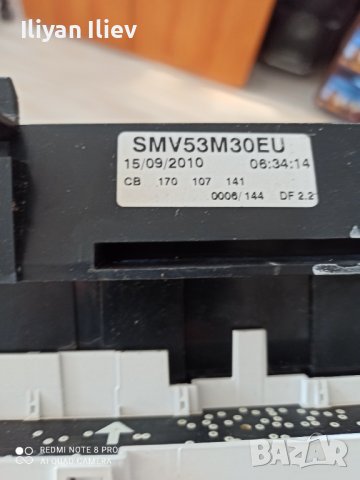 Iliyan Iliev
SMV53M30EU
15/09/2010 06:34:14
CB 170 107 141
0006/144 DF 2.2
REDMI NOTE 8 PRO
AI QUAD CAMERA
BAZAR